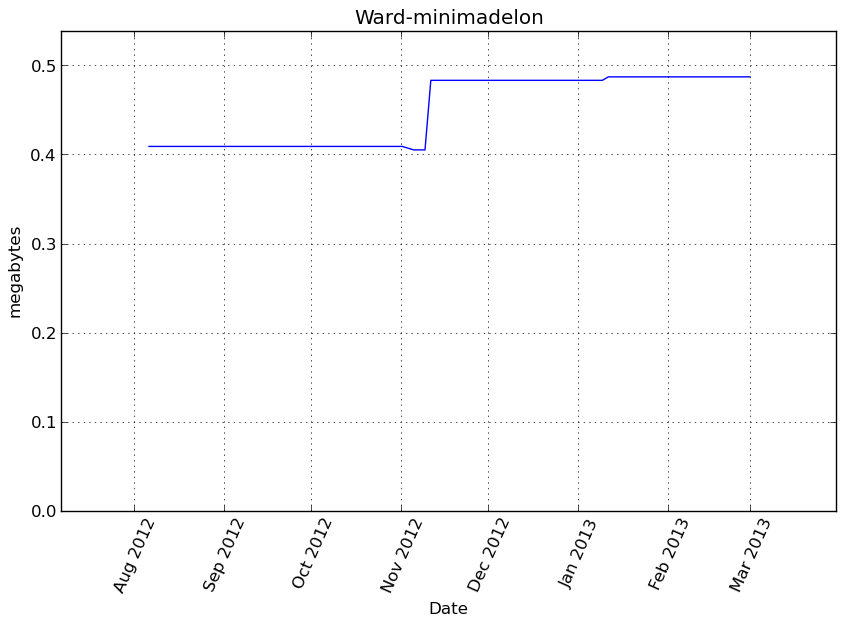 Ward-minimadelon
0.5
0.4
0.3
0.2
0.1
0.0
megabytes
Aug 2012
Sep 2012
Oct 2012
Nov 2012
Dec 2012
Jan 2013
Feb 2013
Mar 2013
Date